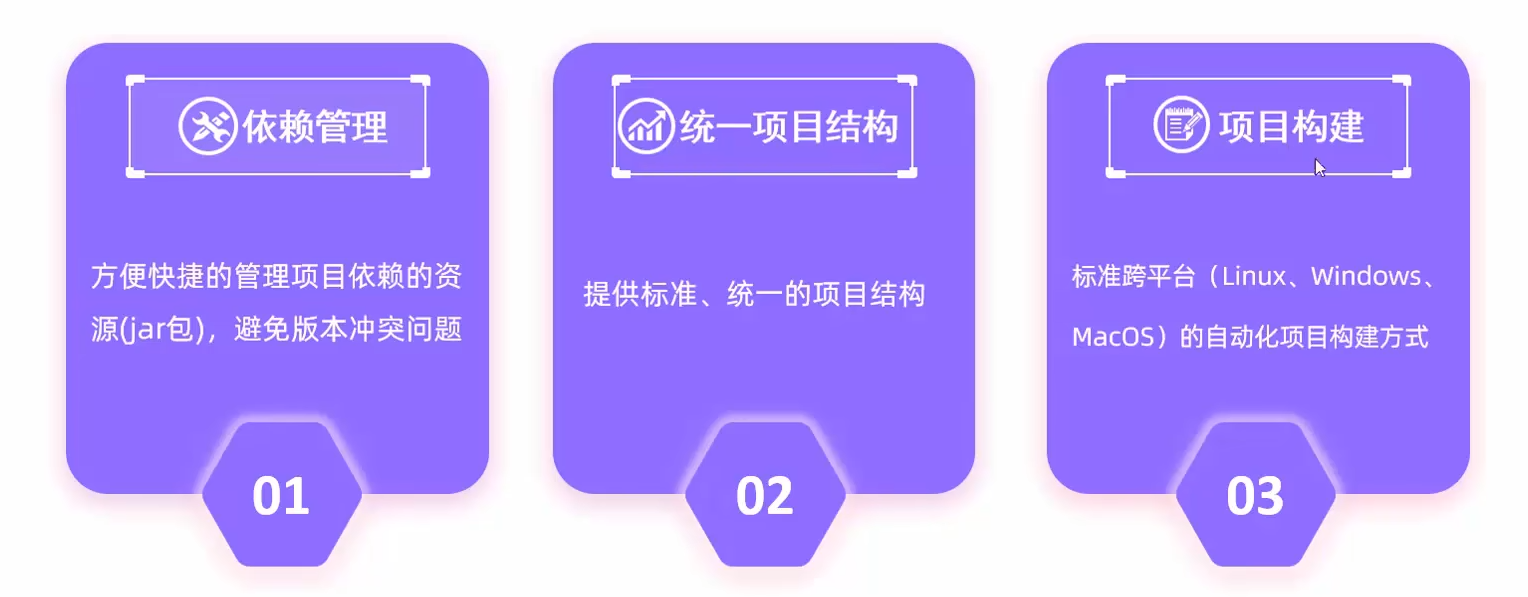 依赖管理
方便快捷的管理项目依赖的资
源(jar包)，避免版本冲突问题
01
统一项目结构
提供标准、统一的项目结构
02
项目构建
标准跨平台（Linux、Windows、
MacOS）的自动化项目构建方式
03